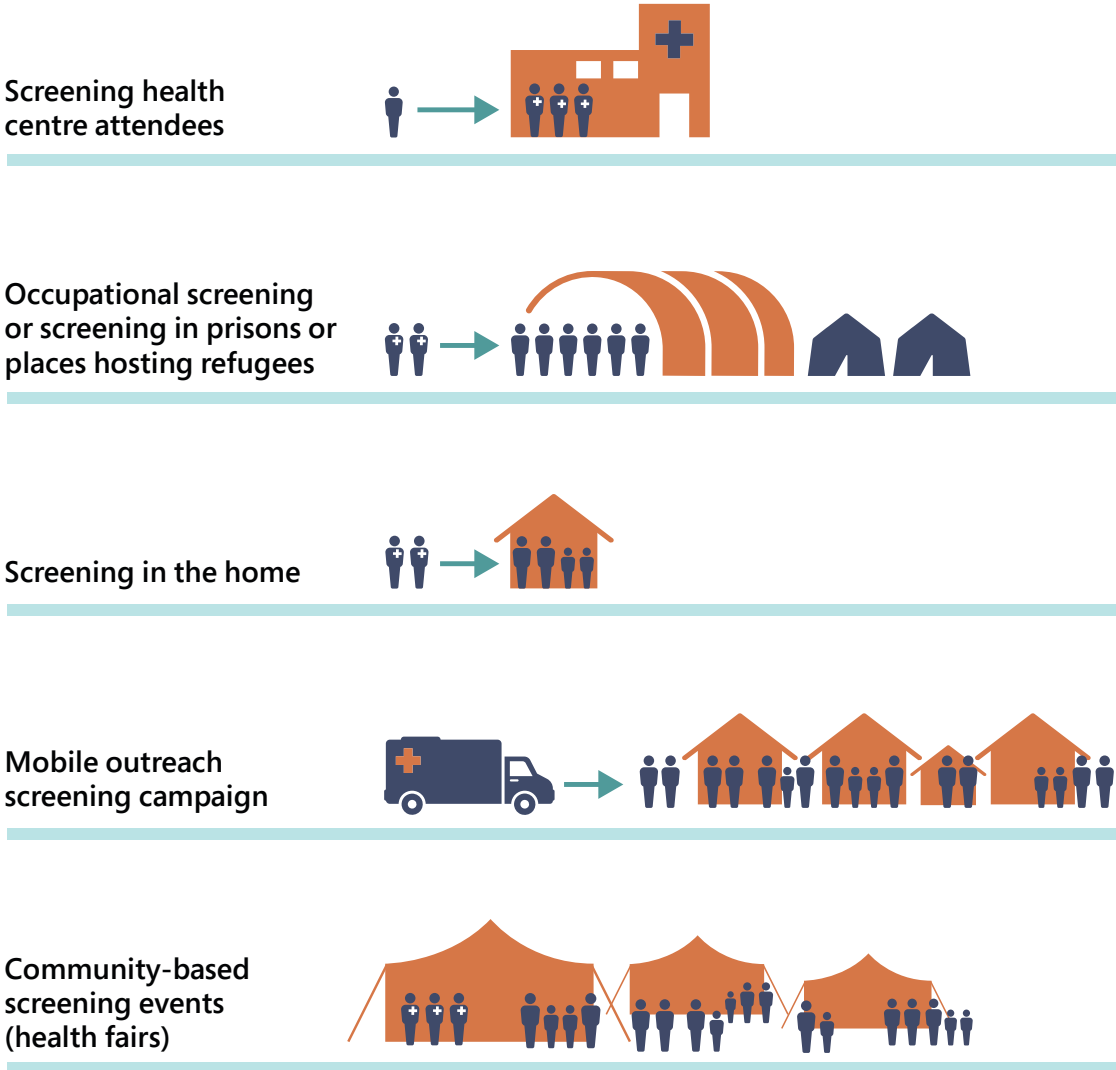 Screening health
centre attendees
Occupational screening
or screening in prisons or
places hosting refugees
Screening in the home
Mobile outreach
screening campaign
Community-based
screening events
(health fairs)